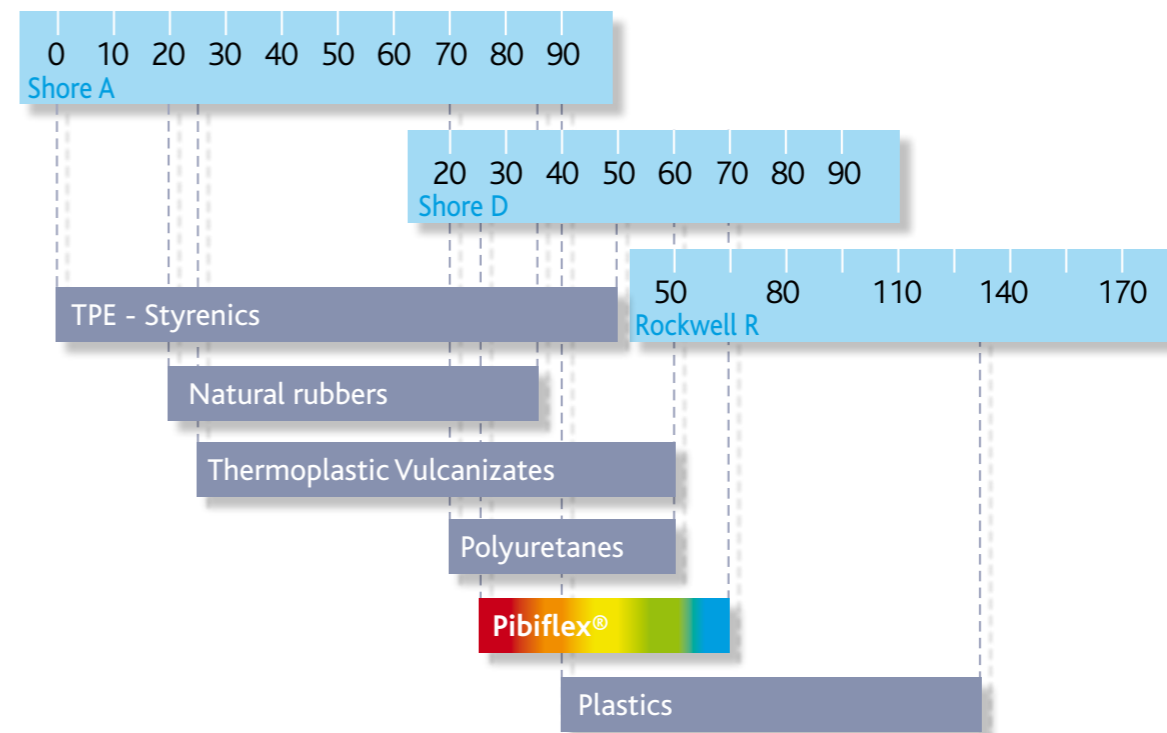 0 10 20 30 40 50 60 70 80 90
Shore A
20 30 40 50 60 70 80 90
Shore D
50 80 110 140 170
Rockwell R
TPE - Styrenics
Natural rubbers
Thermoplastic Vulcanizates
Polyuretanes
Pibiflex®
Plastics